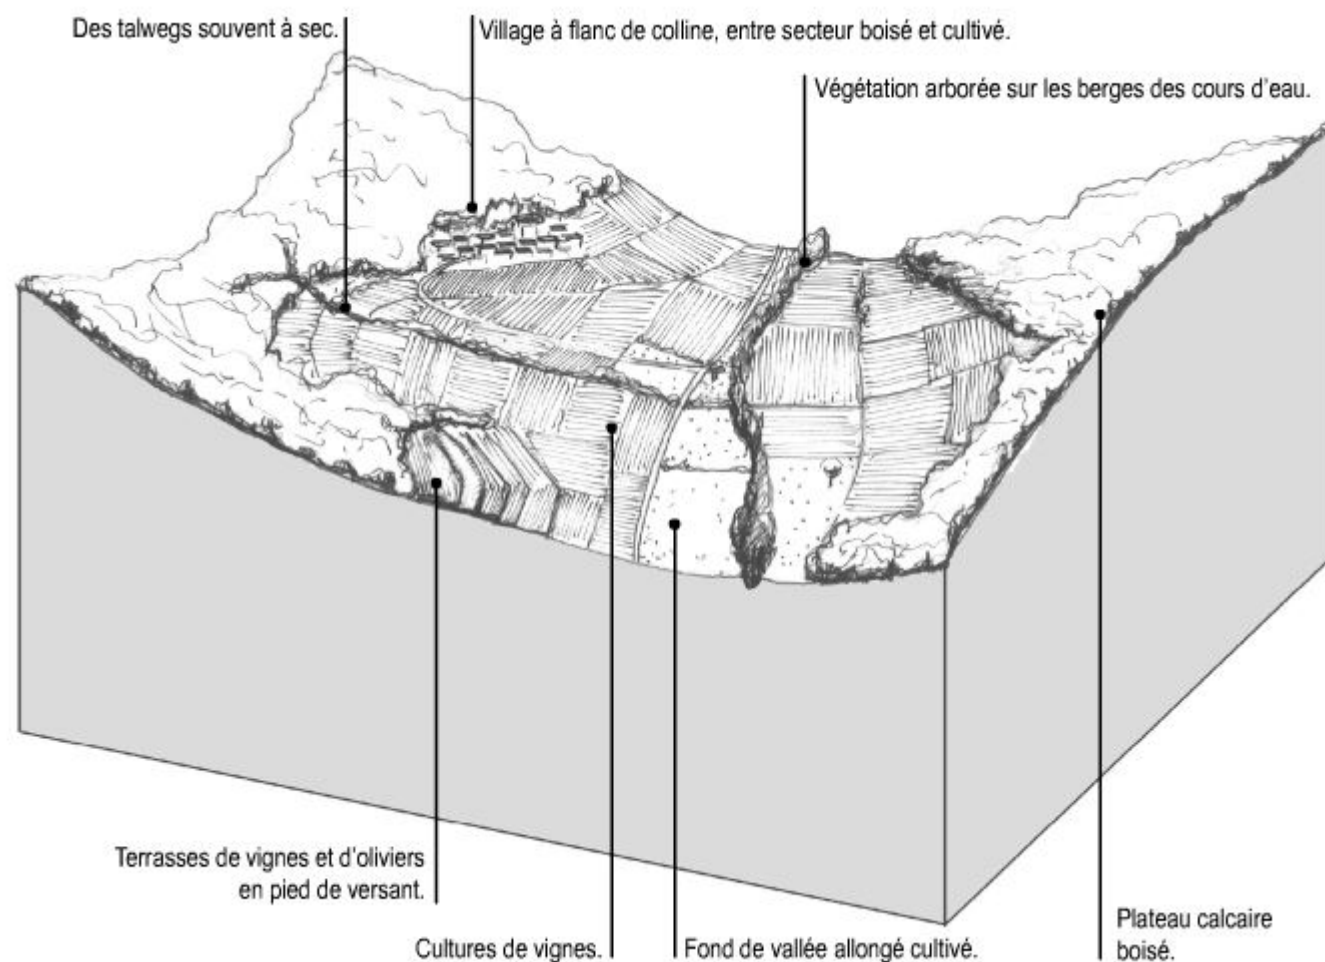 Des talwegs souvent à sec.
Village à flanc de colline, entre secteur boisé et cultivé.
Végétation arborée sur les berges des cours d'eau.
Terrasses de vignes et d'oliviers
en pied de versant.
Cultures de vignes.
Fond de vallée allongé cultivé.
Plateau calcaire
boisé.